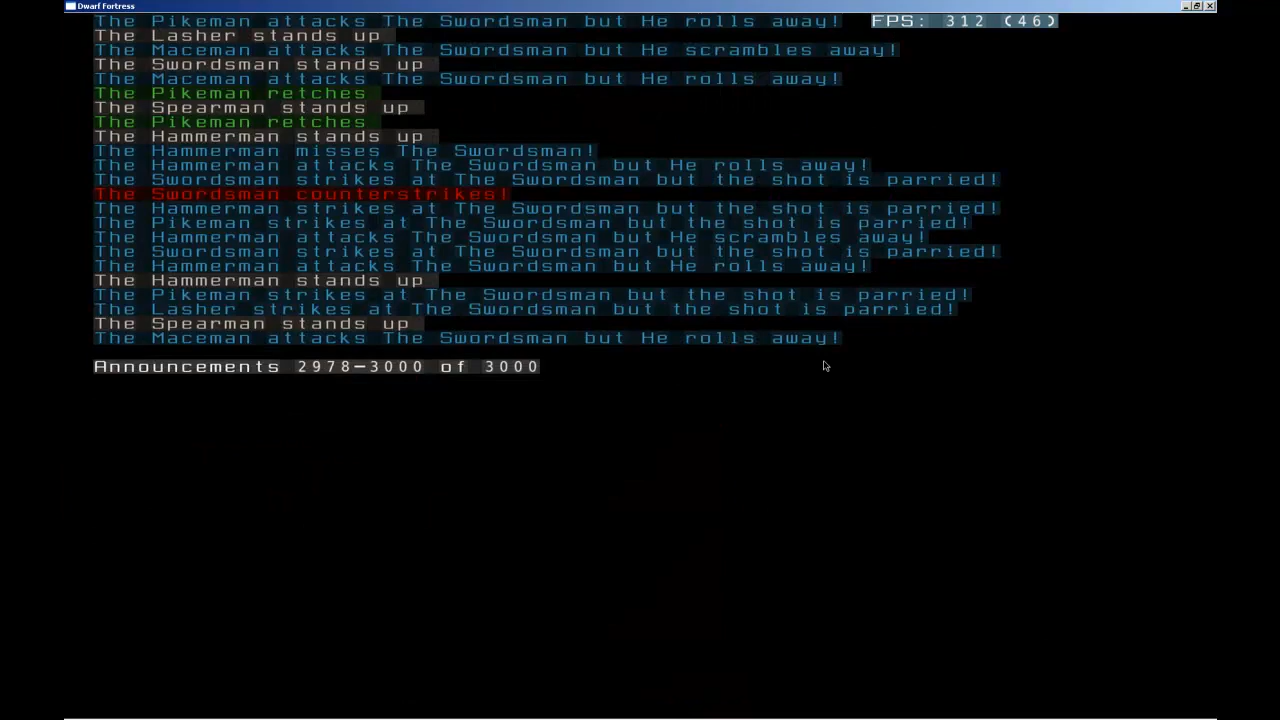 Dwarf Fortress
The Pikeman attacks The Swordsman but He rolls away! FPS: 312 (46)
The Lasher stands up
The Maceman attacks The Swordsman but He scrambles away!
The Swordsman stands up
The Maceman attacks The Swordsman but He rolls away!
The Pikeman retches
The Spearman stands up
The Pikeman retches
The Hammerman stands up
The Hammerman misses The Swordsman!
The Hammerman attacks The Swordsman but He rolls away!
The Swordsman strikes at The Swordsman but the shot is parried!
The Swordsman counterstrikes!
The Hammerman strikes at The Swordsman but the shot is parried!
The Pikeman strikes at The Swordsman but the shot is parried!
The Hammerman attacks The Swordsman but He scrambles away!
The Swordsman strikes at The Swordsman but the shot is parried!
The Hammerman attacks The Swordsman but He rolls away!
The Hammerman stands up
The Pikeman strikes at The Swordsman but the shot is parried!
The Lasher strikes at The Swordsman but the shot is parried!
The Spearman stands up
The Maceman attacks The Swordsman but He rolls away!
Announcements 2978-3000 of 3000